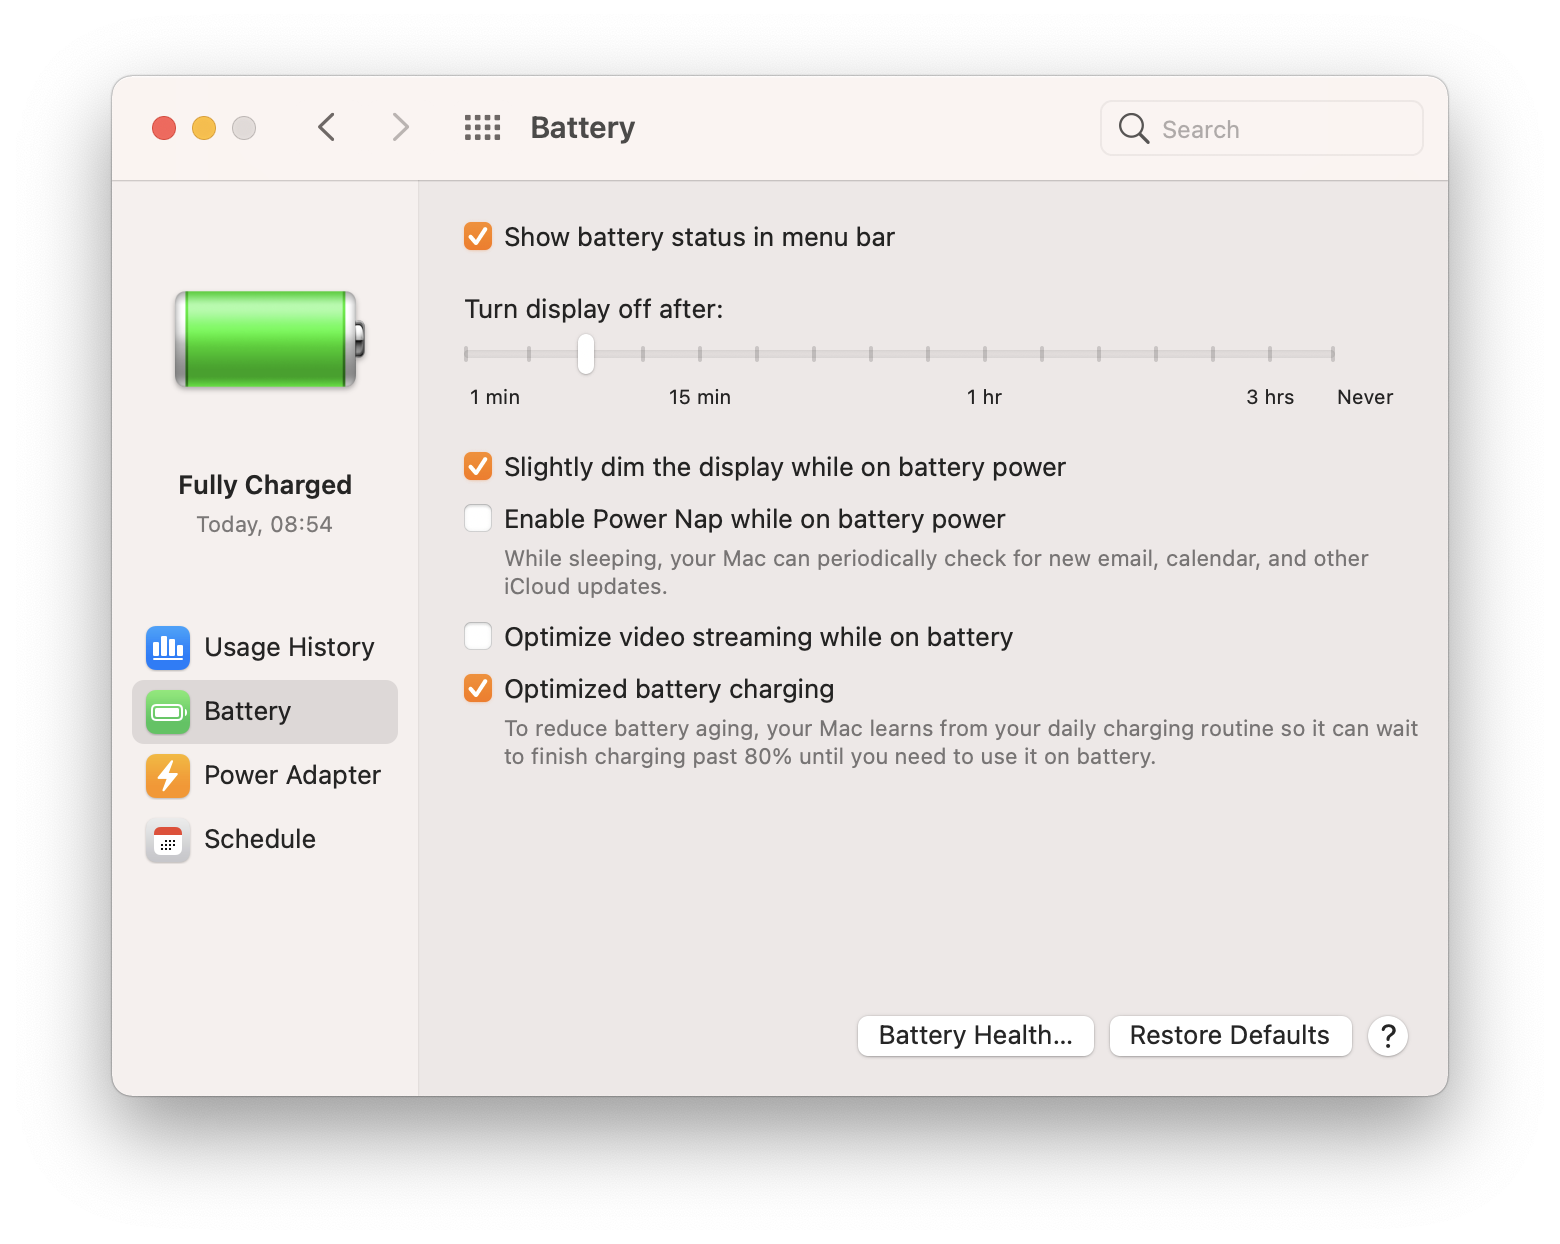 Battery
Search
Fully Charged
Today, 08:54
Usage History
Battery
Power Adapter
Schedule
Show battery status in menu bar
Turn display off after:
1 min 15 min 1 hr 3 hrs Never
Slightly dim the display while on battery power
Enable Power Nap while on battery power
While sleeping, your Mac can periodically check for new email, calendar, and other
iCloud updates.
Optimize video streaming while on battery
Optimized battery charging
To reduce battery aging, your Mac learns from your daily charging routine so it can wait
to finish charging past 80% until you need to use it on battery.
Battery Health... Restore Defaults ?